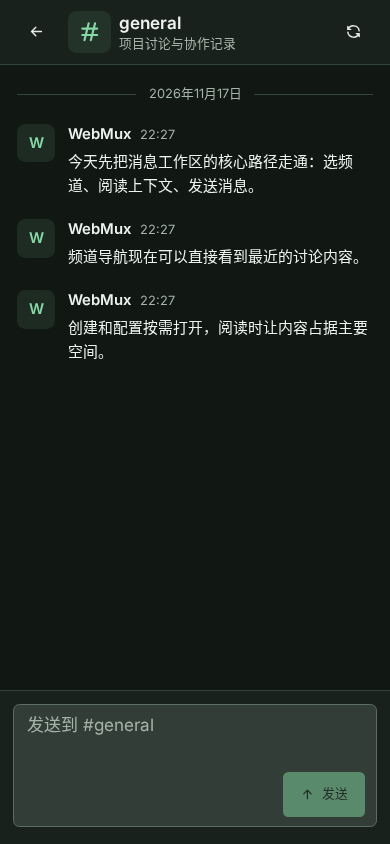 general
项目讨论与协作记录
2026年11月17日
W
WebMux 22:27
今天先把消息工作区的核心路径走通：选频
道、阅读上下文、发送消息。
W
WebMux 22:27
频道导航现在可以直接看到最近的讨论内容。
W
WebMux 22:27
创建和配置按需打开，阅读时让内容占据主要
空间。
发送到 #general
↑ 发送